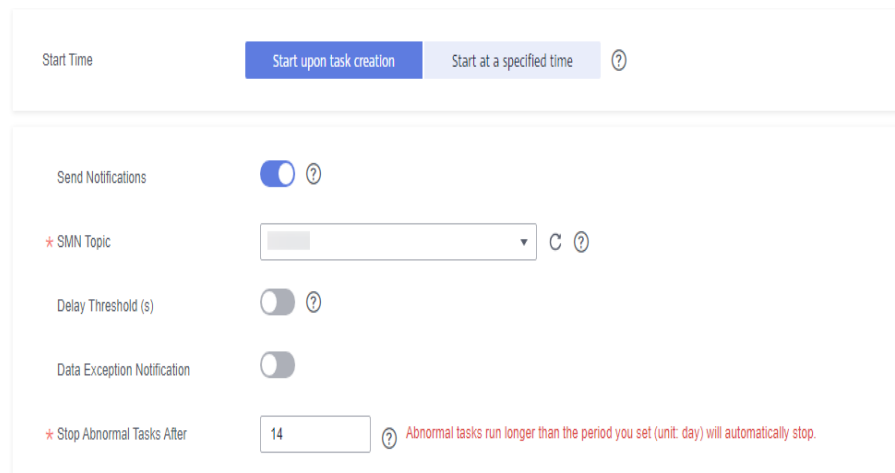 Start Time
Start upon task creation
Start at a specified time
Send Notifications
* SMN Topic
Delay Threshold (s)
Data Exception Notification
* Stop Abnormal Tasks After
14
Abnormal tasks run longer than the period you set (unit: day) will automatically stop.